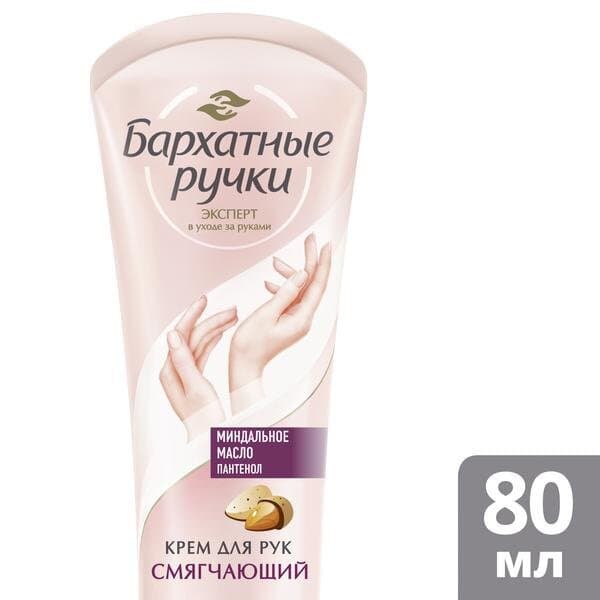 Бархатные
ручки
ЭКСПЕРТ
в уходе за руками
МИНДАЛЬНОЕ
МАСЛО
ПАНТЕНОЛ
КРЕМ ДЛЯ РУК
СМЯГЧАЮЩИЙ
80
мл